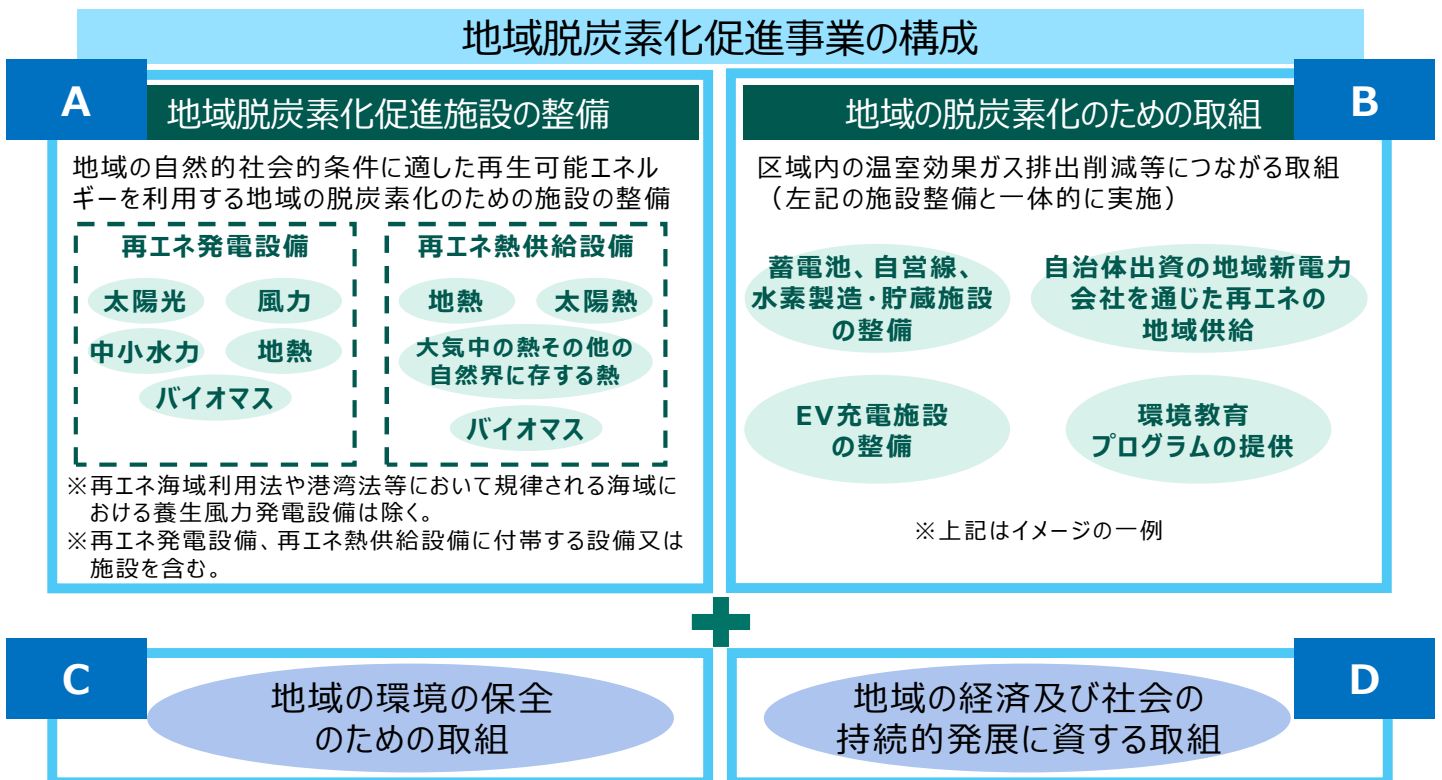 地域脱炭素化促進事業の構成
A
地域脱炭素化促進施設の整備
地域の自然的社会的条件に適した再生可能エネル
ギーを利用する地域の脱炭素化のための施設の整備
再エネ発電設備
太陽光
風力
中小水力
地熱
バイオマス
再エネ熱供給設備
地熱
太陽熱
大気中の熱その他の
自然界に存する熱
バイオマス
※再エネ海域利用法や港湾法等において規律される海域に
おける養生風力発電設備は除く。
※再エネ発電設備、再エネ熱供給設備に付帯する設備又は
施設を含む。
B
地域の脱炭素化のための取組
区域内の温室効果ガス排出削減等につながる取組
（左記の施設整備と一体的に実施）
蓄電池、自営線、
水素製造・貯蔵施設
の整備
自治体出資の地域新電力
会社を通じた再エネの
地域供給
EV充電施設
の整備
環境教育
プログラムの提供
※上記はイメージの一例
C
地域の環境の保全
のための取組
D
地域の経済及び社会の
持続的発展に資する取組